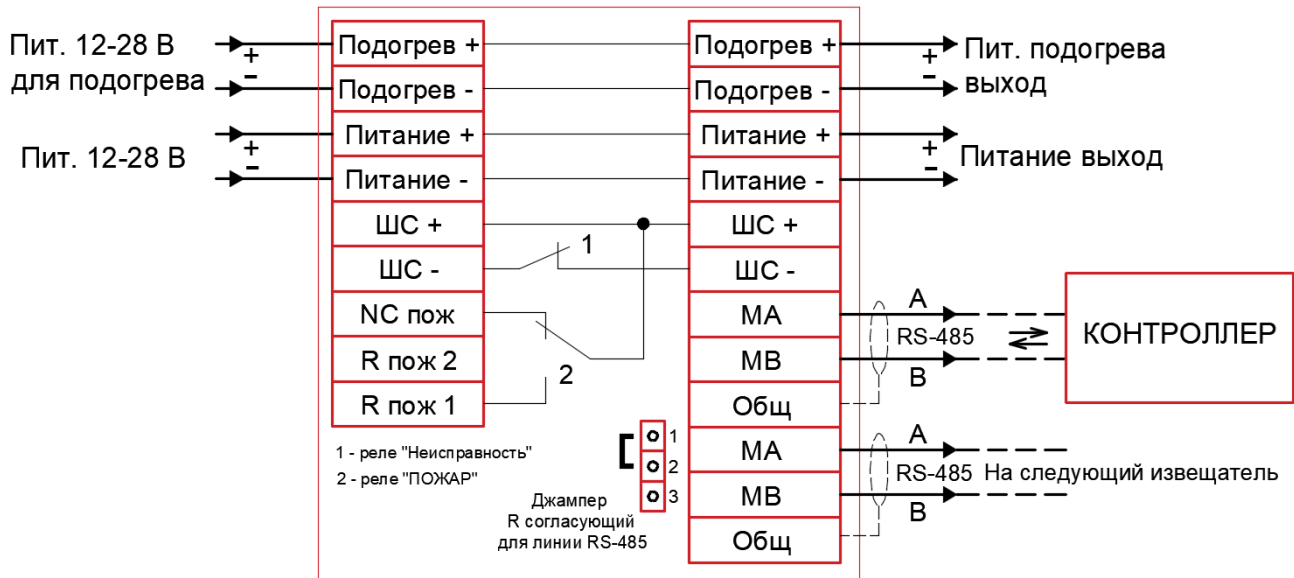 Пит. 12-28 В
для подогрева
+
−
Пит. 12-28 В
+
−
Подогрев +
Подогрев -
Питание +
Питание -
ШС +
ШС -
NC пож
R пож 2
R пож 1
1
2
1 - реле "Неисправность"
2 - реле "ПОЖАР"
1
2
3
Джампер
R согласующий
для линии RS-485
Подогрев +
Подогрев -
Питание +
Питание -
ШС +
ШС -
MA
MB
Общ
MA
MB
Общ
+
−
Пит. подогрева
выход
+
−
Питание выход
A
RS-485
B
КОНТРОЛЛЕР
A
RS-485 На следующий извещатель
B